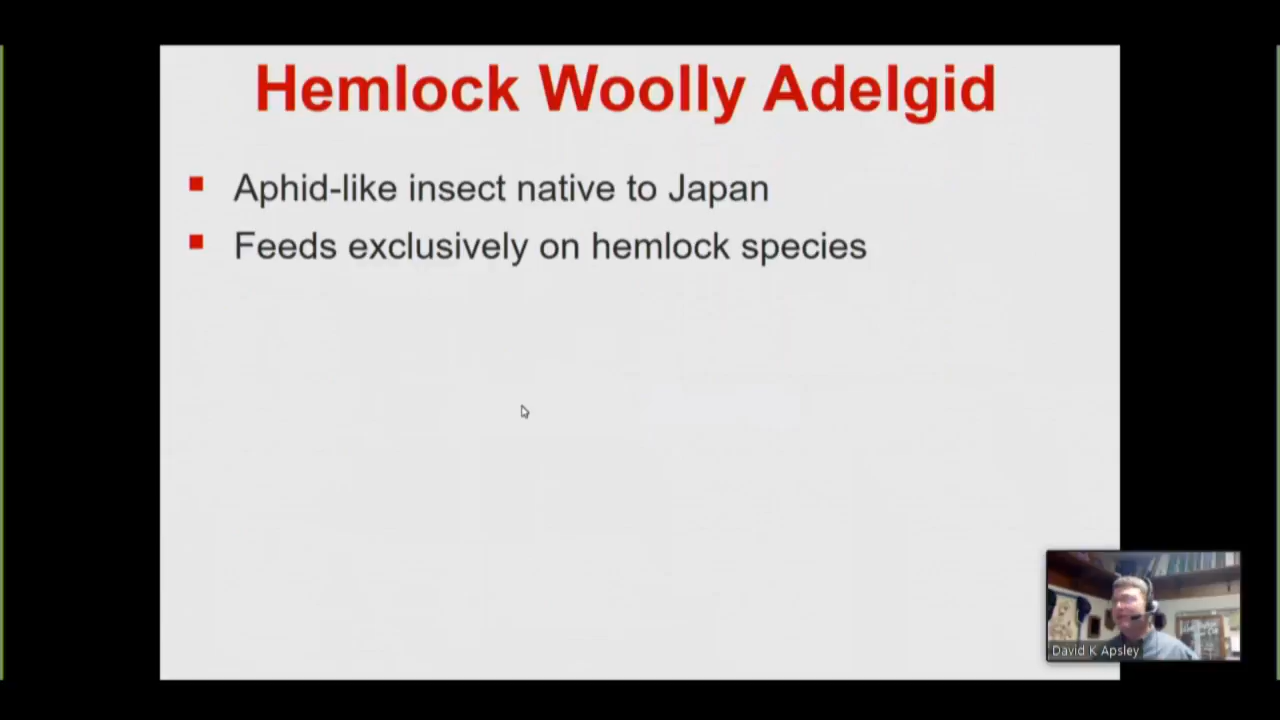 Hemlock Woolly Adelgid
Aphid-like insect native to Japan
Feeds exclusively on hemlock species
David K Apsley